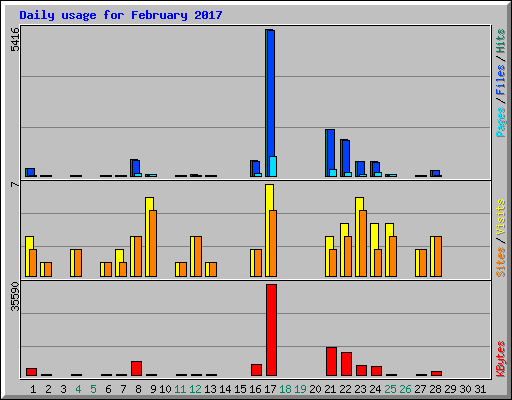 Daily usage for February 2017
5416
7
35590
Pages / Files / Hits
Sites / Visits
KBytes
1 2 3 4 5 6 7 8 9 10 11 12 13 14 15 16 17 18 19 20 21 22 23 24 25 26 27 28 29 30 31